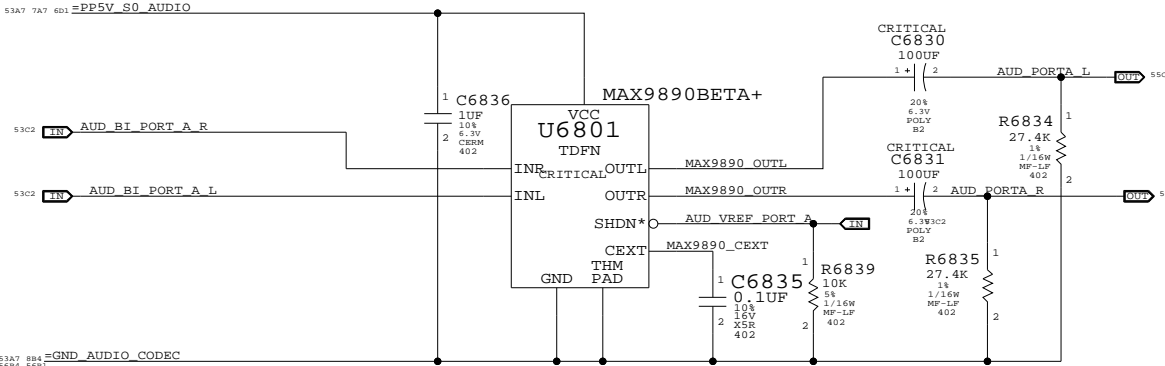 53A7 7A7 6D1 =PP5V_S0_AUDIO
CRITICAL
C6830
100UF
1 + 2
20%
6.3V
POLY
B2
AUD_PORTA_L
OUT
1
C6836
1UF
10%
6.3V
CERM
402
2
MAX9890BETA+
VCC
U6801
TDFN
CRITICAL
53C2 IN AUD_BI_PORT_A_R
INR
OUTL
MAX9890_OUTL
53C2 IN AUD_BI_PORT_A_L
INL
OUTR
MAX9890_OUTR
SHDN*
AUD_VREF_PORT_A
IN
53C2
CEXT
MAX9890_CEXT
GND
THM
PAD
CRITICAL
C6831
100UF
1 + 2
20%
6.3V
POLY
B2
AUD_PORTA_R
OUT
R6834
27.4K
1%
1/16W
MF-LF
402
1
2
1
C6835
0.1UF
10%
16V
X5R
402
2
R6839
10K
5%
1/16W
MF-LF
402
1
2
R6835
27.4K
1%
1/16W
MF-LF
402
1
2
53A7 8B4 =GND_AUDIO_CODEC